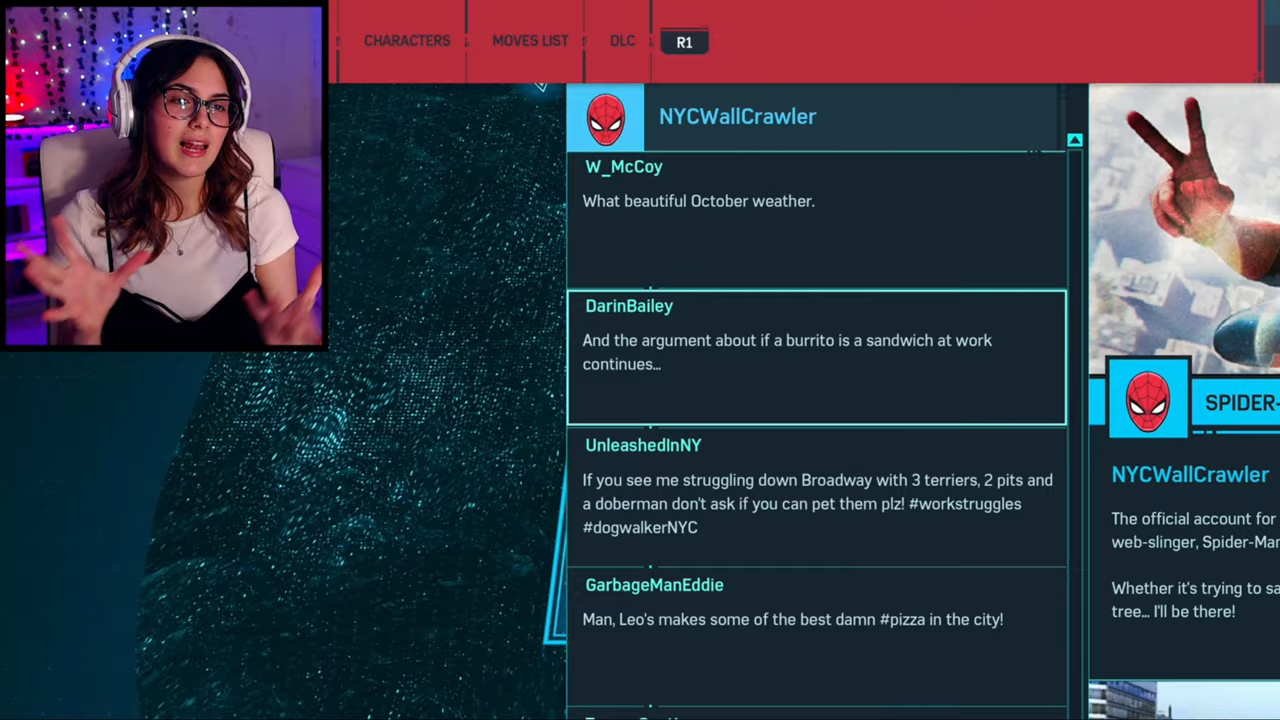 CHARACTERS
MOVES LIST
DLC
R1
NYCWallCrawler
W_McCoy
What beautiful October weather.
DarinBailey
And the argument about if a burrito is a sandwich at work
continues...
UnleashedInNY
If you see me struggling down Broadway with 3 terriers, 2 pits and
a doberman don't ask if you can pet them plz! #workstruggles
#dogwalkerNYC
GarbageManEddie
Man, Leo's makes some of the best damn #pizza in the city!
SPIDER-
NYCWallCrawler
The official account for
web-slinger, Spider-Man
Whether it's trying to sa
tree... I'll be there!